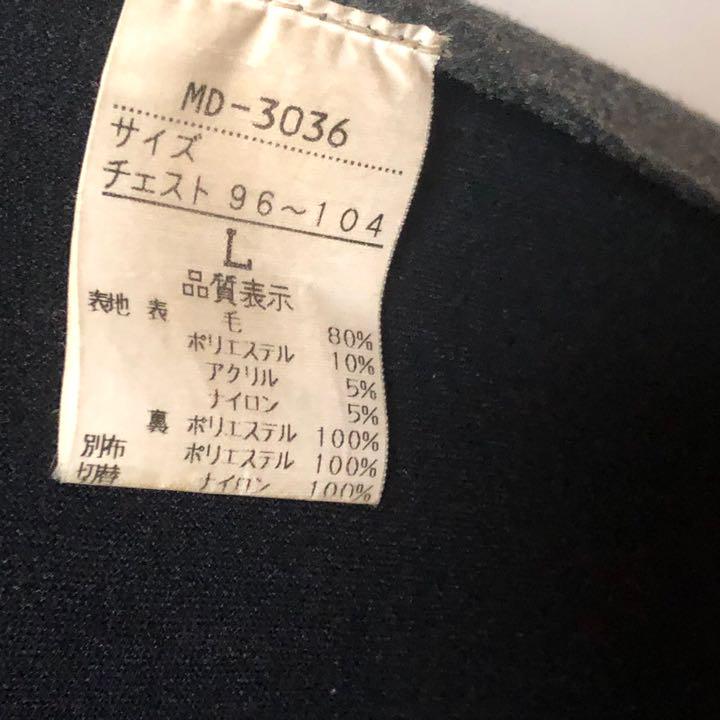 MD-3036
サイズ
チェスト 96～104
L
品質表示
表地 表 毛 80%
ポリエステル 10%
アクリル 5%
ナイロン 5%
裏 ポリエステル 100%
別布 ポリエステル 100%
切替 ナイロン 100%